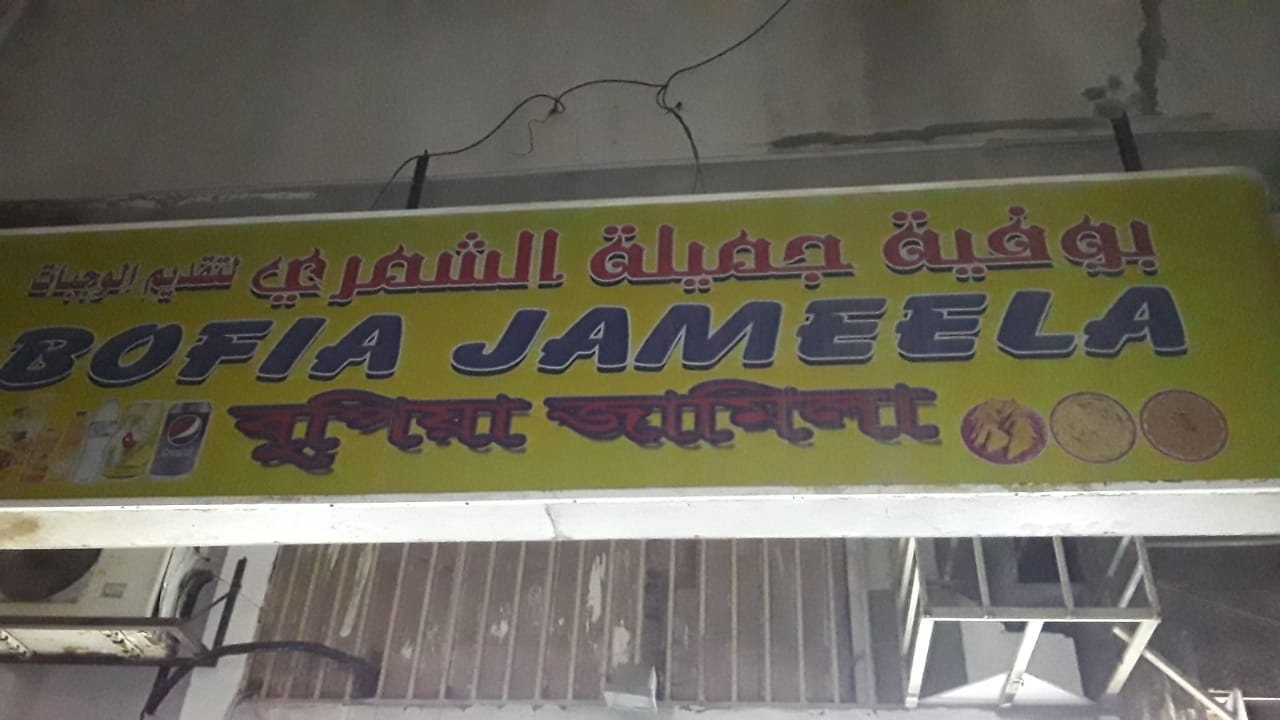 بوفية جميلة الشمري لتقديم الوجبات
BOFIA JAMEELA
বুপিয়া জামিলা